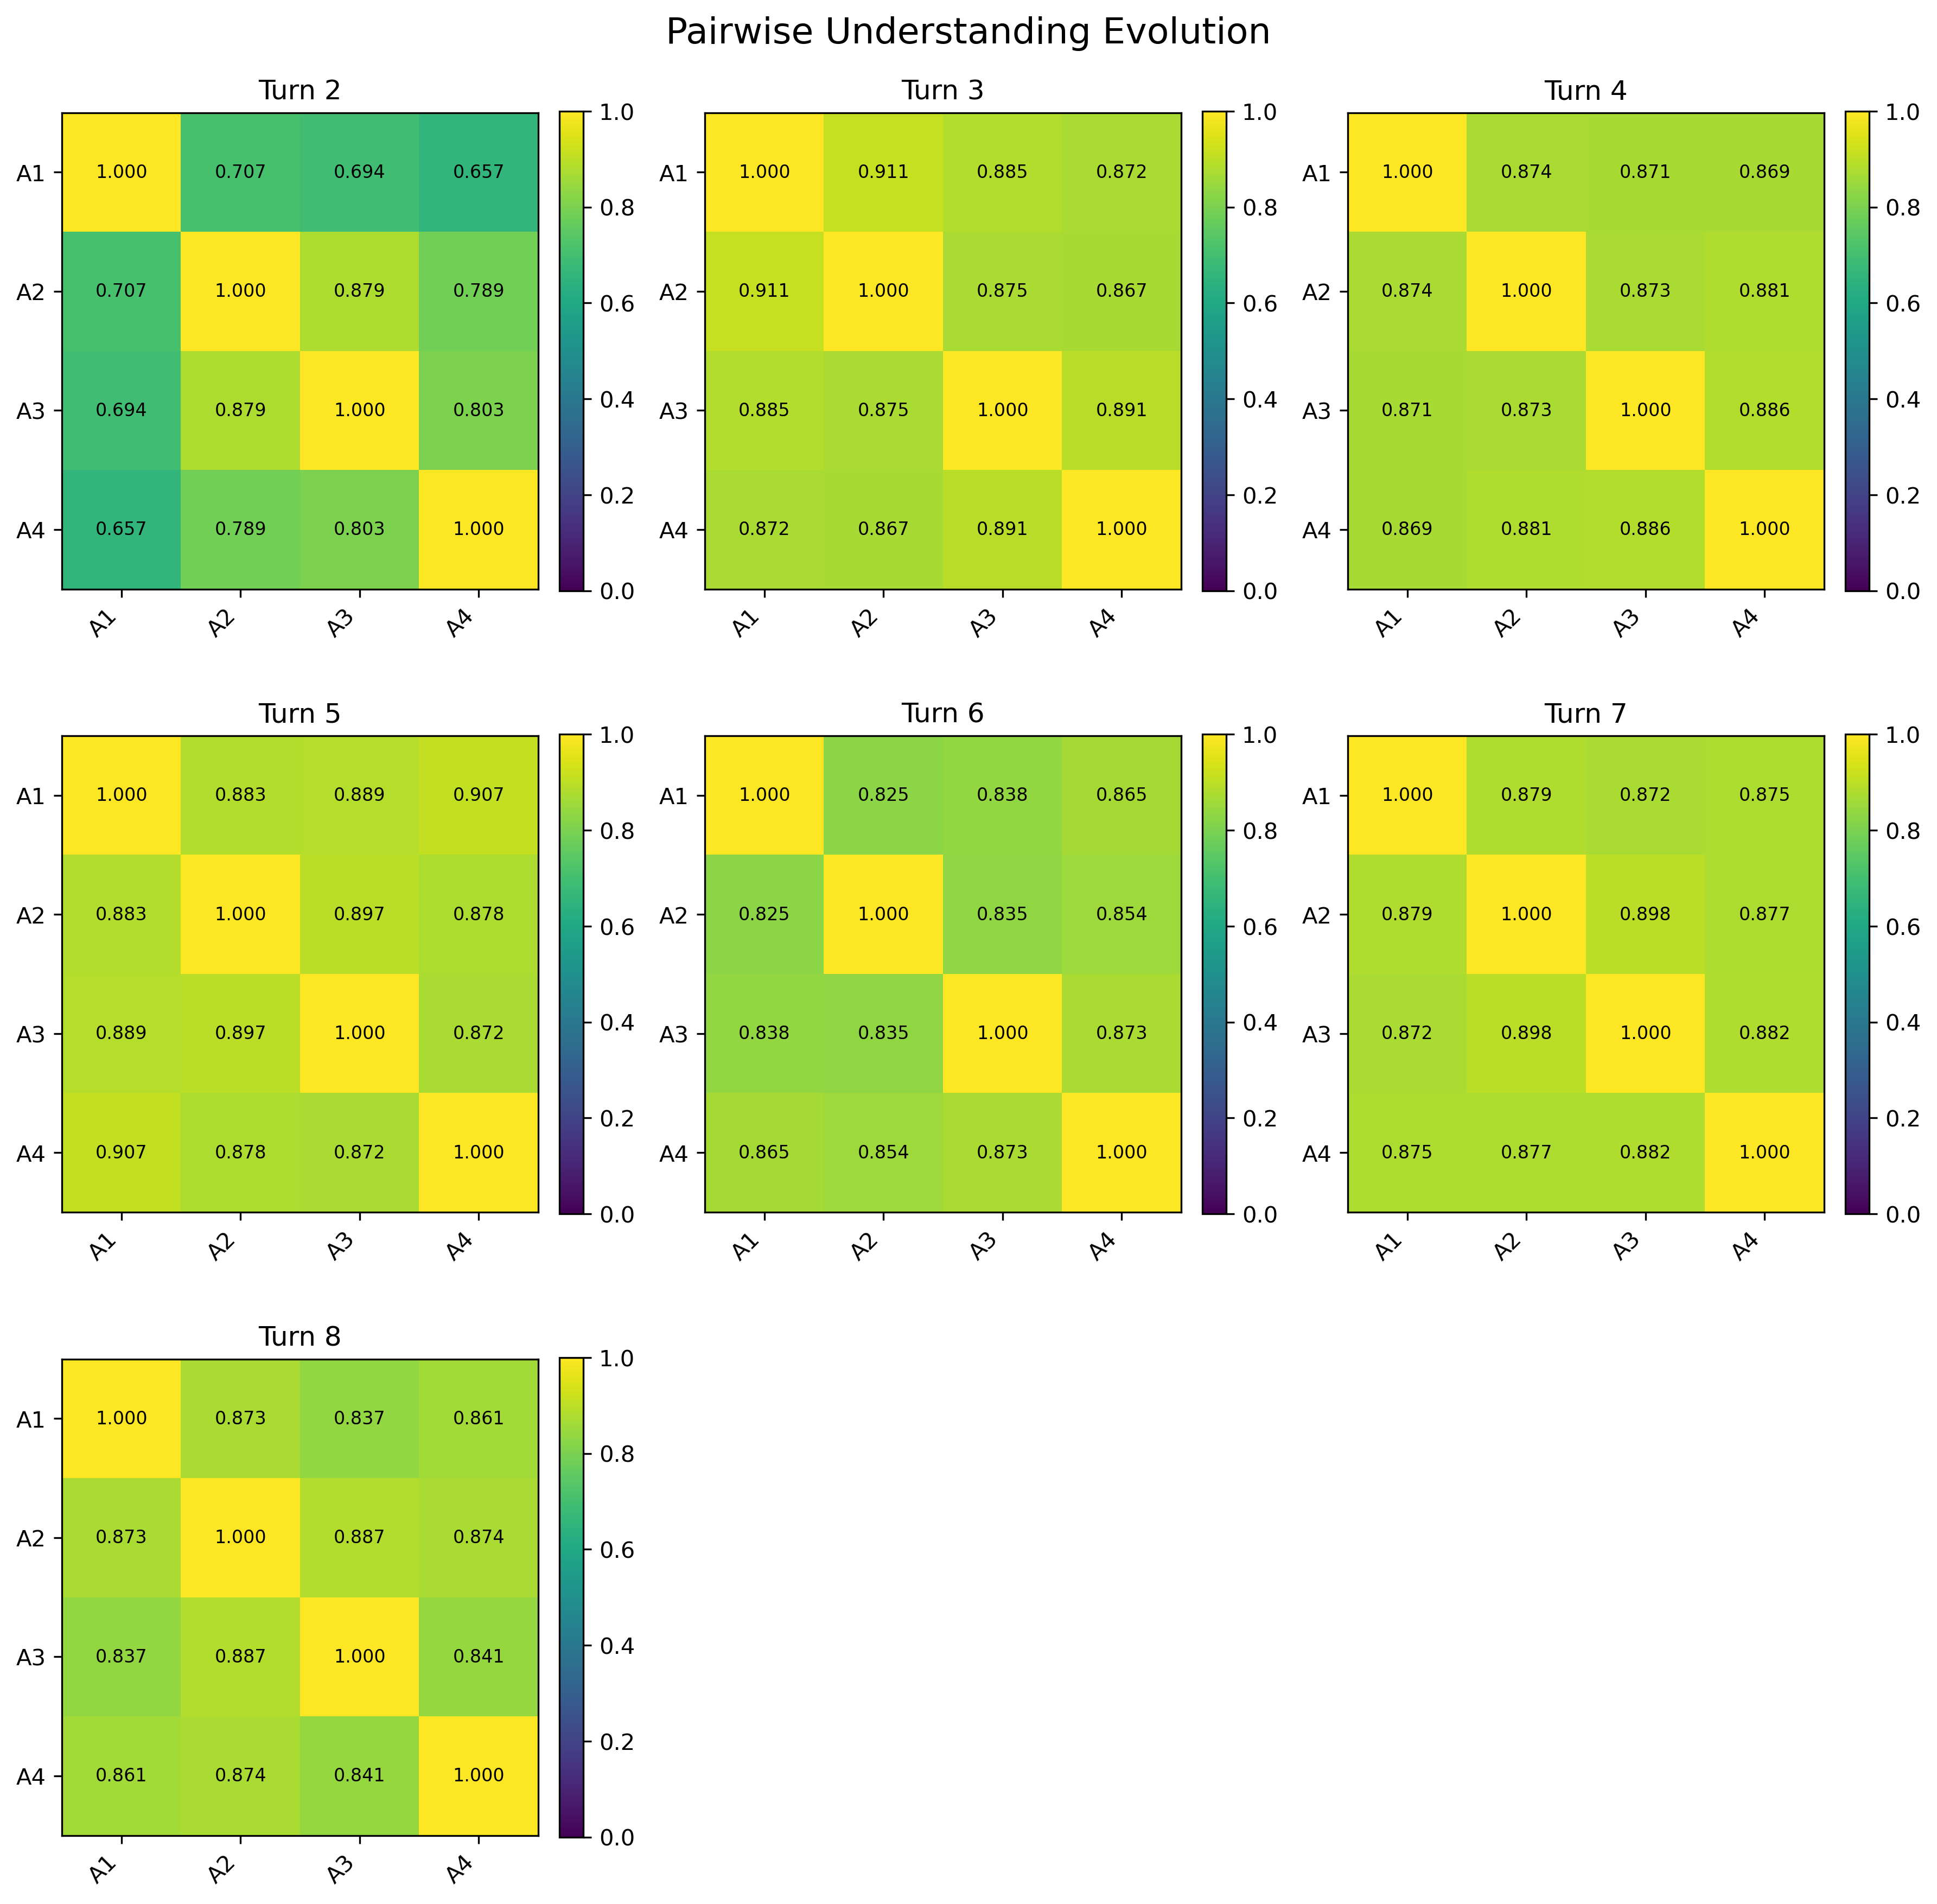 Pairwise Understanding Evolution
Turn 2
A1 1.000 0.707 0.694 0.657
A2 0.707 1.000 0.879 0.789
A3 0.694 0.879 1.000 0.803
A4 0.657 0.789 0.803 1.000
A1 A2 A3 A4
1.0
0.8
0.6
0.4
0.2
0.0
Turn 3
A1 1.000 0.911 0.885 0.872
A2 0.911 1.000 0.875 0.867
A3 0.885 0.875 1.000 0.891
A4 0.872 0.867 0.891 1.000
A1 A2 A3 A4
1.0
0.8
0.6
0.4
0.2
0.0
Turn 4
A1 1.000 0.874 0.871 0.869
A2 0.874 1.000 0.873 0.881
A3 0.871 0.873 1.000 0.886
A4 0.869 0.881 0.886 1.000
A1 A2 A3 A4
1.0
0.8
0.6
0.4
0.2
0.0
Turn 5
A1 1.000 0.883 0.889 0.907
A2 0.883 1.000 0.897 0.878
A3 0.889 0.897 1.000 0.872
A4 0.907 0.878 0.872 1.000
A1 A2 A3 A4
1.0
0.8
0.6
0.4
0.2
0.0
Turn 6
A1 1.000 0.825 0.838 0.865
A2 0.825 1.000 0.835 0.854
A3 0.838 0.835 1.000 0.873
A4 0.865 0.854 0.873 1.000
A1 A2 A3 A4
1.0
0.8
0.6
0.4
0.2
0.0
Turn 7
A1 1.000 0.879 0.872 0.875
A2 0.879 1.000 0.898 0.877
A3 0.872 0.898 1.000 0.882
A4 0.875 0.877 0.882 1.000
A1 A2 A3 A4
1.0
0.8
0.6
0.4
0.2
0.0
Turn 8
A1 1.000 0.873 0.837 0.861
A2 0.873 1.000 0.887 0.874
A3 0.837 0.887 1.000 0.841
A4 0.861 0.874 0.841 1.000
A1 A2 A3 A4
1.0
0.8
0.6
0.4
0.2
0.0